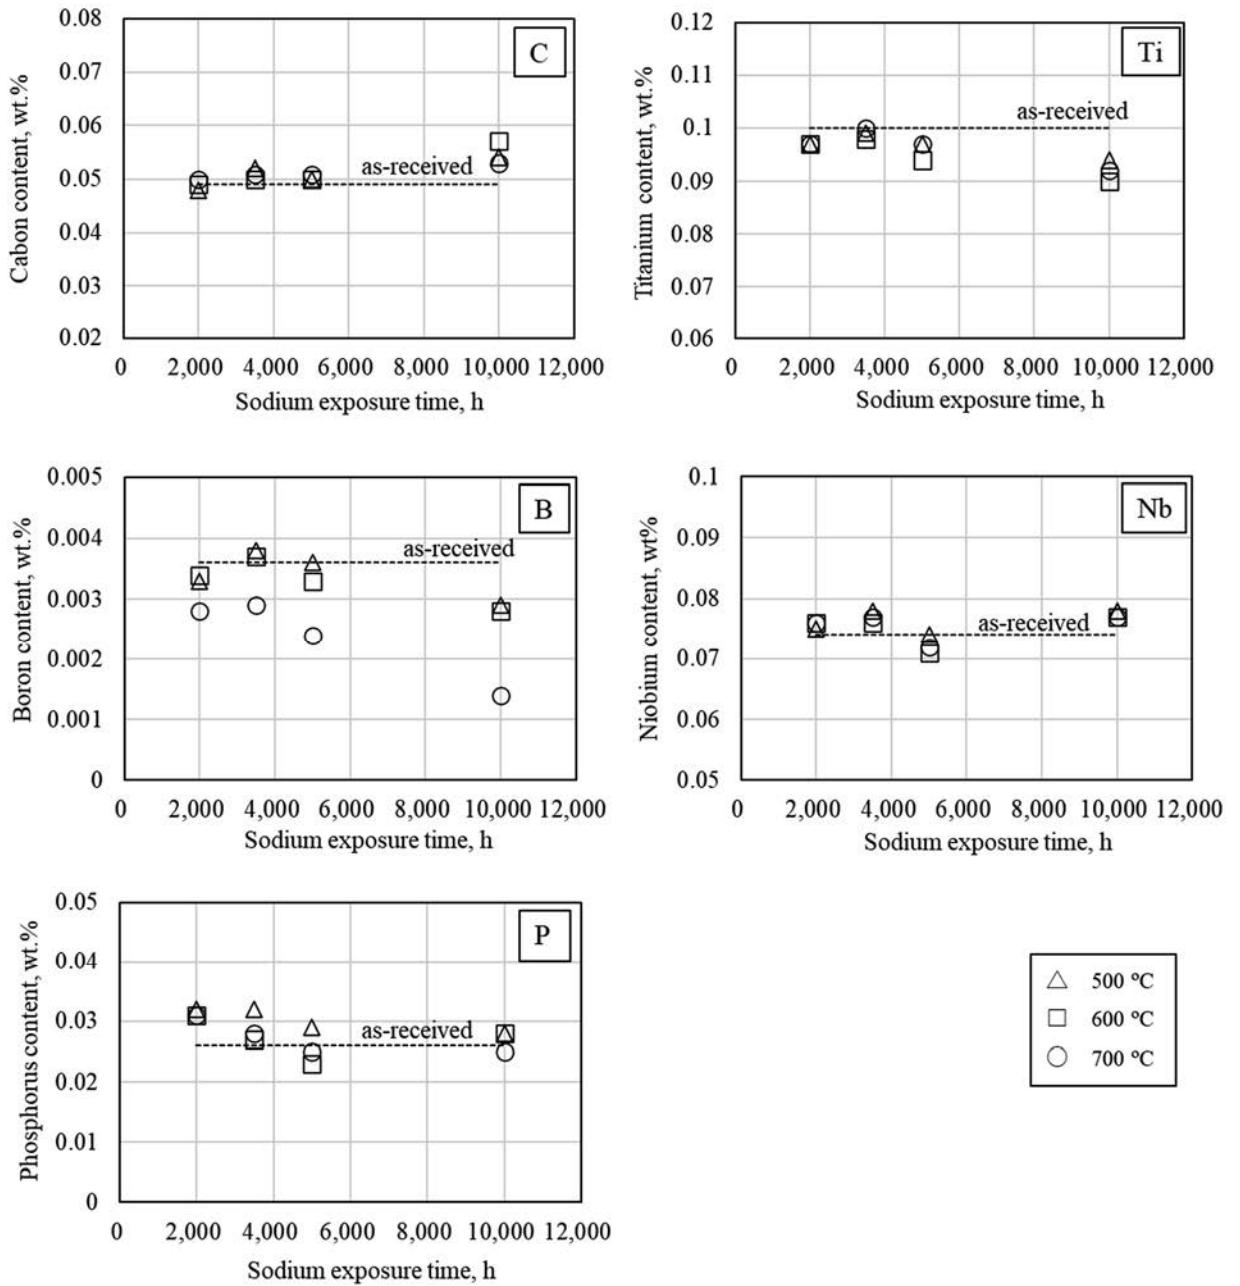 0.08
0.07
0.06
0.05
0.04
0.03
0.02
Cabon content, wt.%
C
as-received
0 2,000 4,000 6,000 8,000 10,000 12,000
Sodium exposure time, h
0.12
0.11
0.1
0.09
0.08
0.07
0.06
Titanium content, wt.%
Ti
as-received
0 2,000 4,000 6,000 8,000 10,000 12,000
Sodium exposure time, h
0.005
0.004
0.003
0.002
0.001
0
Boron content, wt.%
B
as-received
0 2,000 4,000 6,000 8,000 10,000 12,000
Sodium exposure time, h
0.1
0.09
0.08
0.07
0.06
0.05
Niobium content, wt%
Nb
as-received
0 2,000 4,000 6,000 8,000 10,000 12,000
Sodium exposure time, h
0.05
0.04
0.03
0.02
0.01
0
Phosphorus content, wt.%
P
as-received
0 2,000 4,000 6,000 8,000 10,000 12,000
Sodium exposure time, h
500 ºC
600 ºC
700 ºC